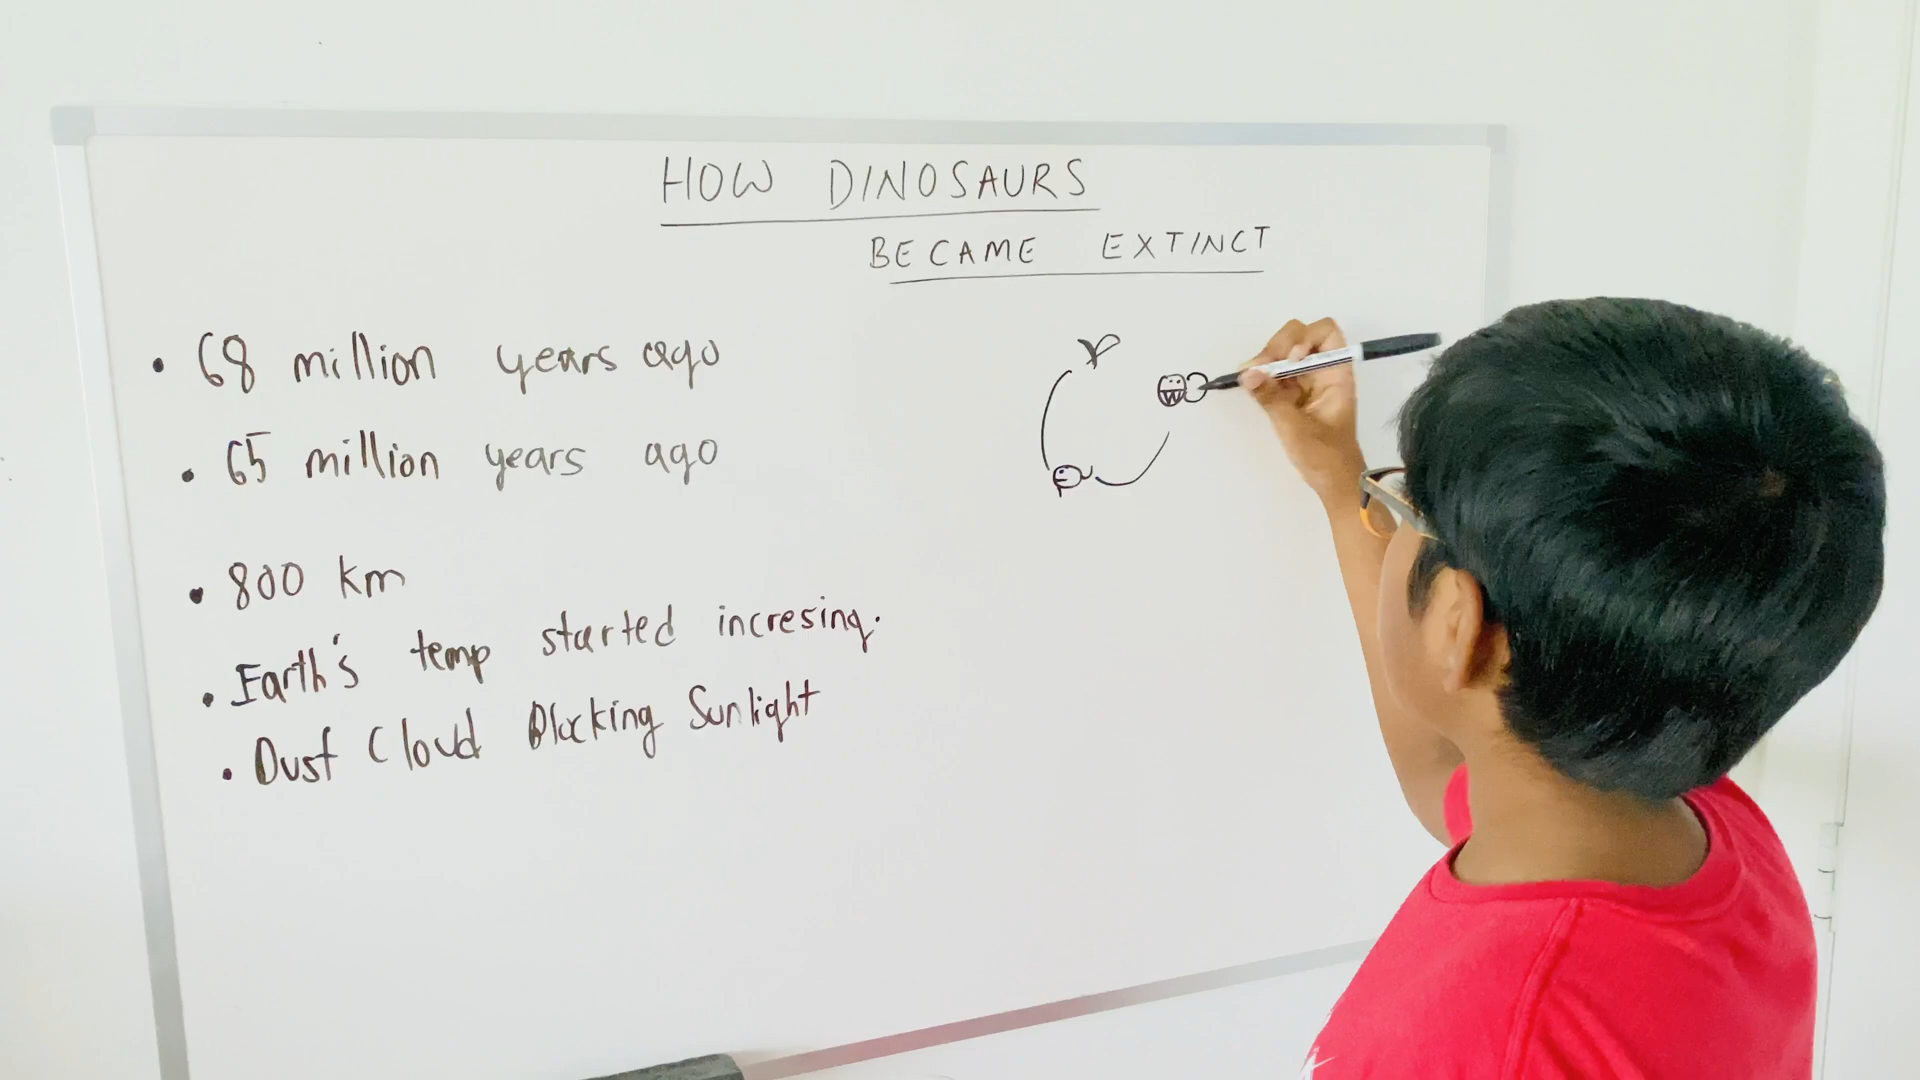 HOW DINOSAURS
BECAME EXTINCT
• 68 million years ago
• 65 million years ago
• 800 km
• Earth's temp started incresing.
• Dust Cloud Blocking Sunlight